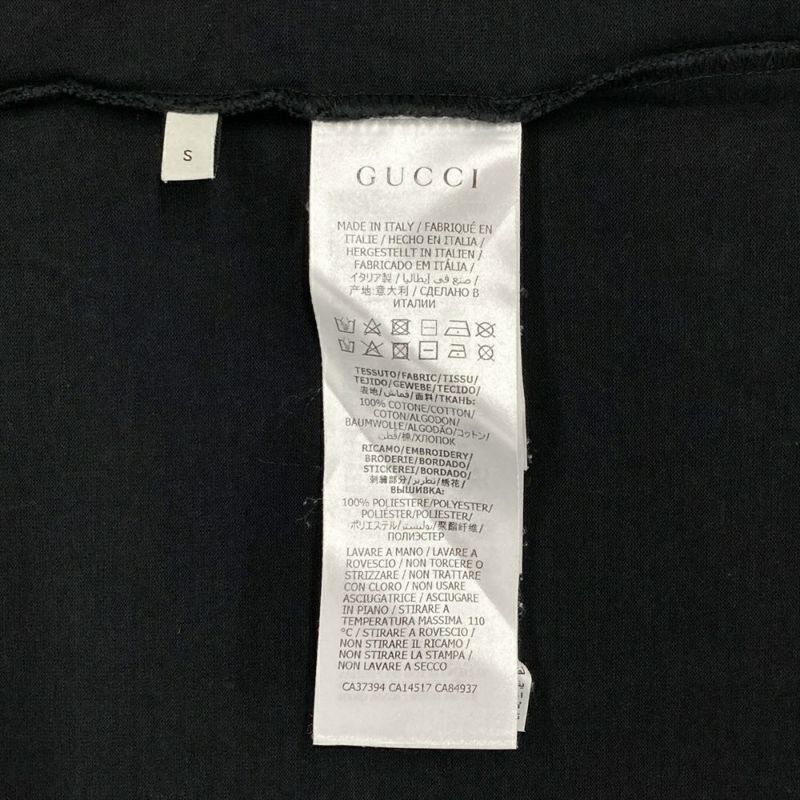 S
GUCCI
MADE IN ITALY / FABRIQUÉ EN
ITALIE / HECHO EN ITALIA /
HERGESTELLT IN ITALIEN /
FABRICADO EM ITÁLIA /
イタリア製 / صنع في إيطاليا /
产地:意大利 / СДЕЛАНО В
ИТАЛИИ
TESSUTO/FABRIC/TISSU/
TEJIDO/GEWEBE/TECIDO/
表地/قماش/面料/ТКАНЬ:
100% COTONE/COTTON/
COTON/ALGODON/
BAUMWOLLE/ALGODÃO/コットン/
قطن/棉/ХЛОПОК
RICAMO/EMBROIDERY/
BRODERIE/BORDADO/
STICKEREI/BORDADO/
刺繍部分/تطريز/绣花/
ВЫШИВКА:
100% POLIESTERE/POLYESTER/
POLIESTER/POLYESTER/
ポリエステル/بوليستر/聚酯纤维/
ПОЛИЭСТЕР
LAVARE A MANO / LAVARE A
ROVESCIO / NON TORCERE O
STRIZZARE / NON TRATTARE
CON CLORO / NON USARE
ASCIUGATRICE / ASCIUGARE
IN PIANO / STIRARE A
TEMPERATURA MASSIMA 110
°C / STIRARE A ROVESCIO /
NON STIRARE IL RICAMO /
NON STIRARE LA STAMPA /
NON LAVARE A SECCO
CA37394 CA14517 CA84937